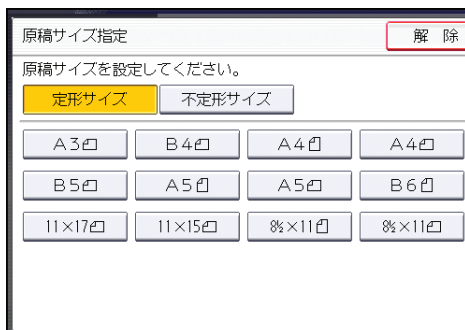 原稿サイズ指定 解 除
原稿サイズを設定してください。
定形サイズ 不定形サイズ
A3 B4 A4 A4
B5 A5 A5 B6
11×17 11×15 8½×11 8½×11